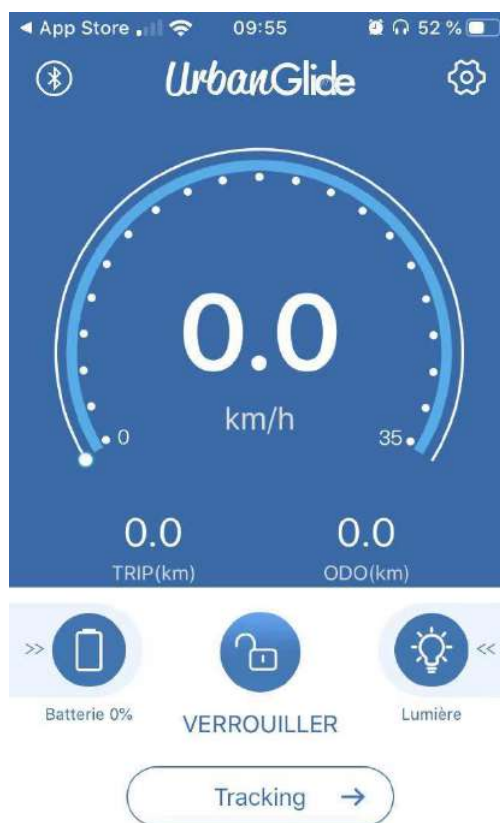 App Store 09:55 52 %
UrbanGlide
0.0
km/h
0 35
0.0 0.0
TRIP(km) ODO(km)
>> <<
Batterie 0% VERROUILLER Lumière
Tracking →